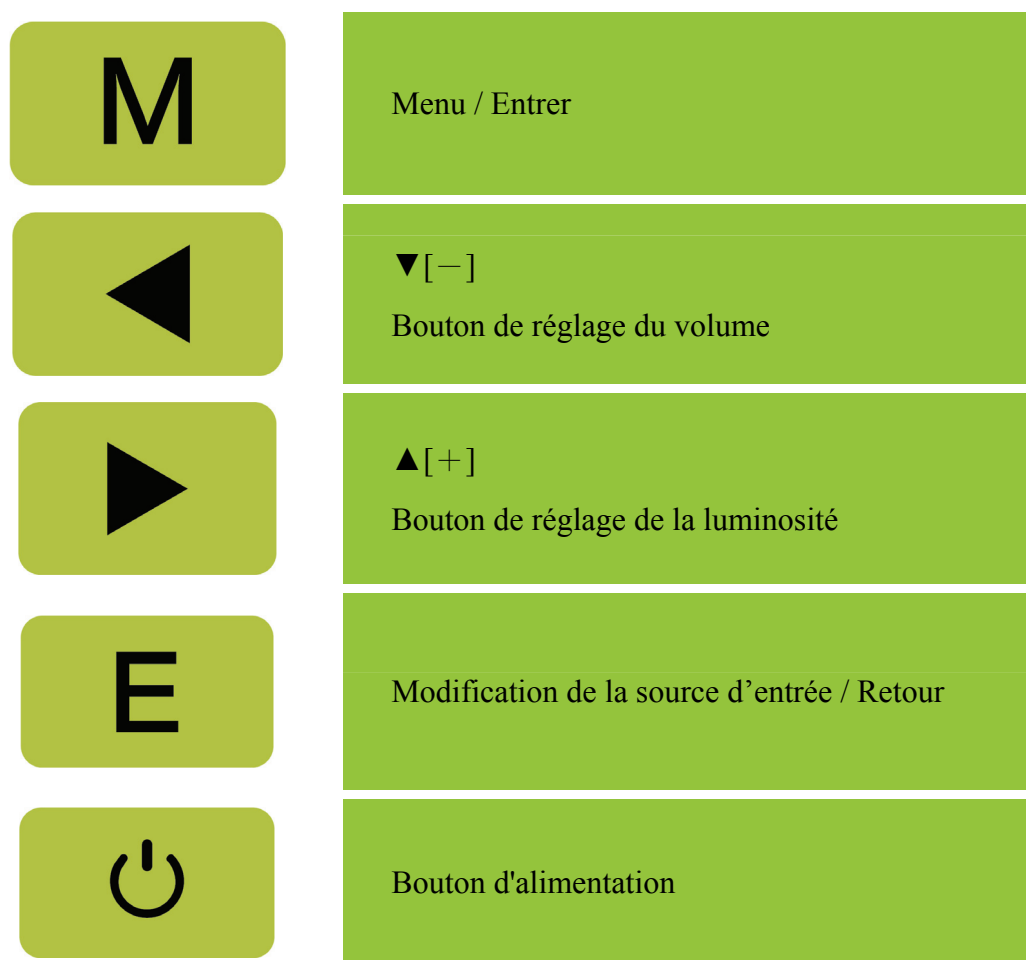 M
Menu / Entrer
◀
▼[－]
Bouton de réglage du volume
▶
▲[＋]
Bouton de réglage de la luminosité
E
Modification de la source d’entrée / Retour
Bouton d'alimentation